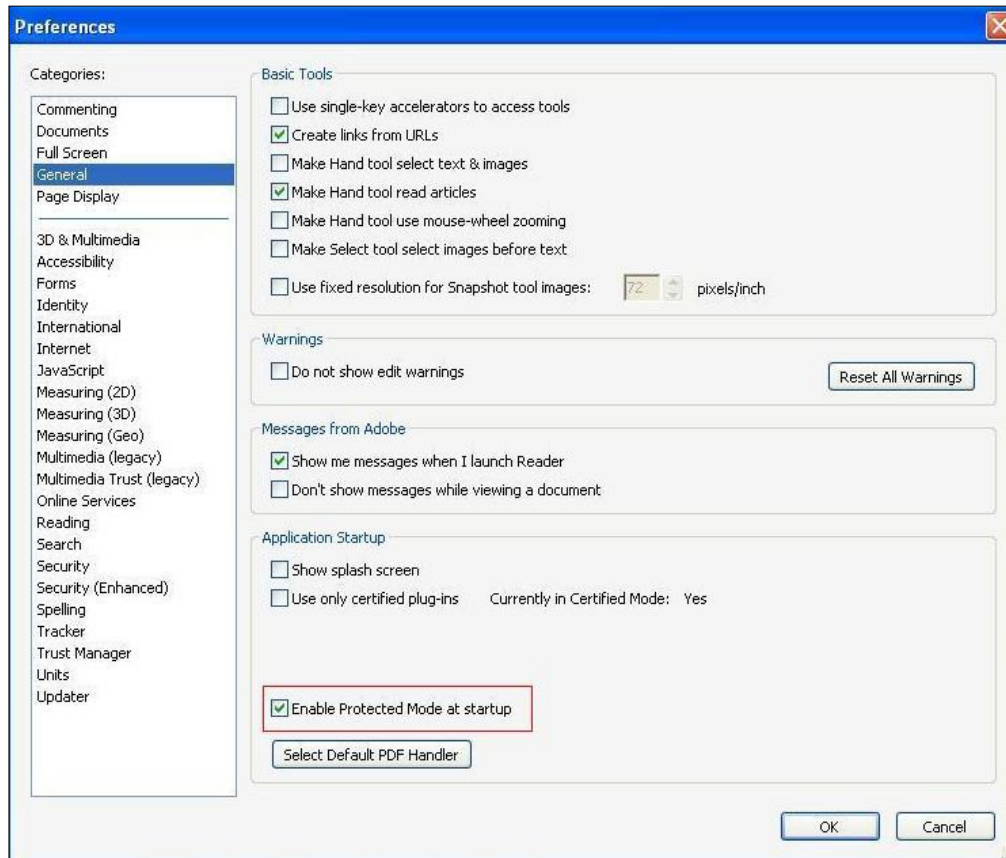 Preferences
Categories:
Commenting
Documents
Full Screen
General
Page Display
3D & Multimedia
Accessibility
Forms
Identity
International
Internet
JavaScript
Measuring (2D)
Measuring (3D)
Measuring (Geo)
Multimedia (legacy)
Multimedia Trust (legacy)
Online Services
Reading
Search
Security
Security (Enhanced)
Spelling
Tracker
Trust Manager
Units
Updater
Basic Tools
Use single-key accelerators to access tools
Create links from URLs
Make Hand tool select text & images
Make Hand tool read articles
Make Hand tool use mouse-wheel zooming
Make Select tool select images before text
Use fixed resolution for Snapshot tool images: 72 pixels/inch
Warnings
Do not show edit warnings
Reset All Warnings
Messages from Adobe
Show me messages when I launch Reader
Don't show messages while viewing a document
Application Startup
Show splash screen
Use only certified plug-ins Currently in Certified Mode: Yes
Enable Protected Mode at startup
Select Default PDF Handler
OK Cancel